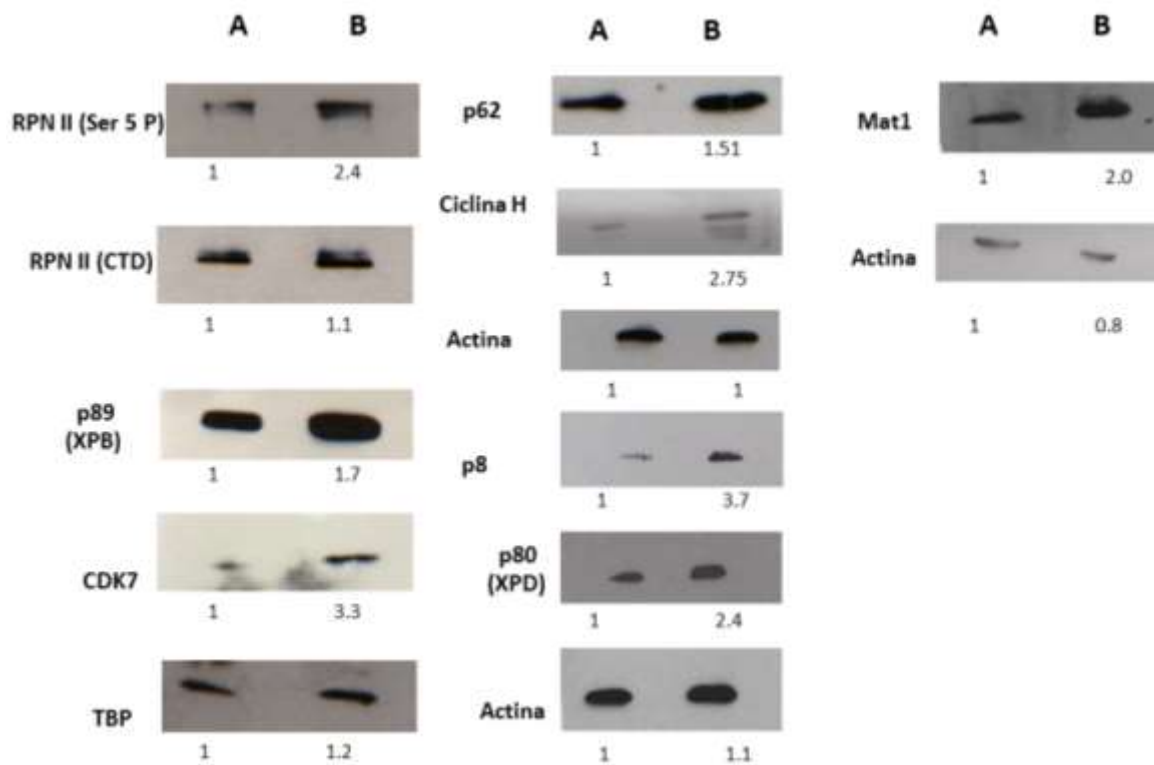 A B
RPN II (Ser 5 P)
1 2.4
RPN II (CTD)
1 1.1
p89
(XPB)
1 1.7
CDK7
1 3.3
TBP
1 1.2
A B
p62
1 1.51
Ciclina H
1 2.75
Actina
1 1
p8
1 3.7
p80
(XPD)
1 2.4
Actina
1 1.1
A B
Mat1
1 2.0
Actina
1 0.8